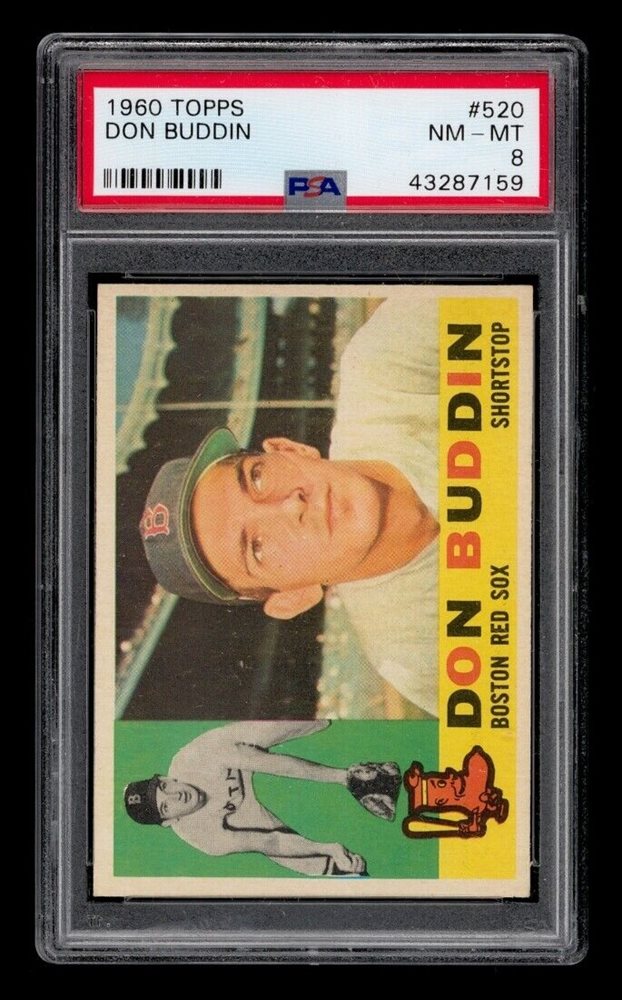 1960 TOPPS #520
DON BUDDIN NM - MT
8
PSA 43287159
DON BUDDIN
BOSTON RED SOX SHORTSTOP
B
B